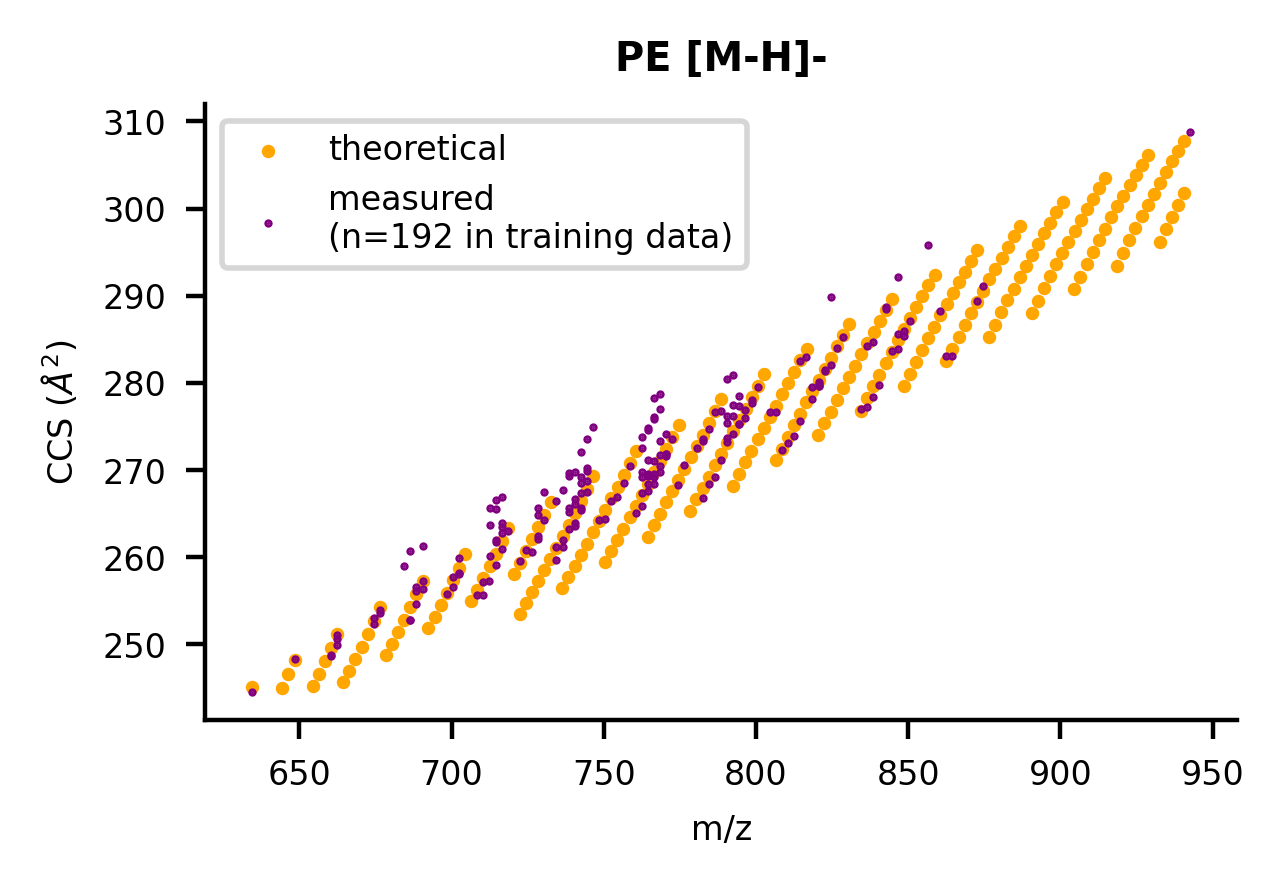 PE [M-H]-
theoretical
measured
(n=192 in training data)
310
300
290
280
270
260
250
CCS (Å²)
650 700 750 800 850 900 950
m/z